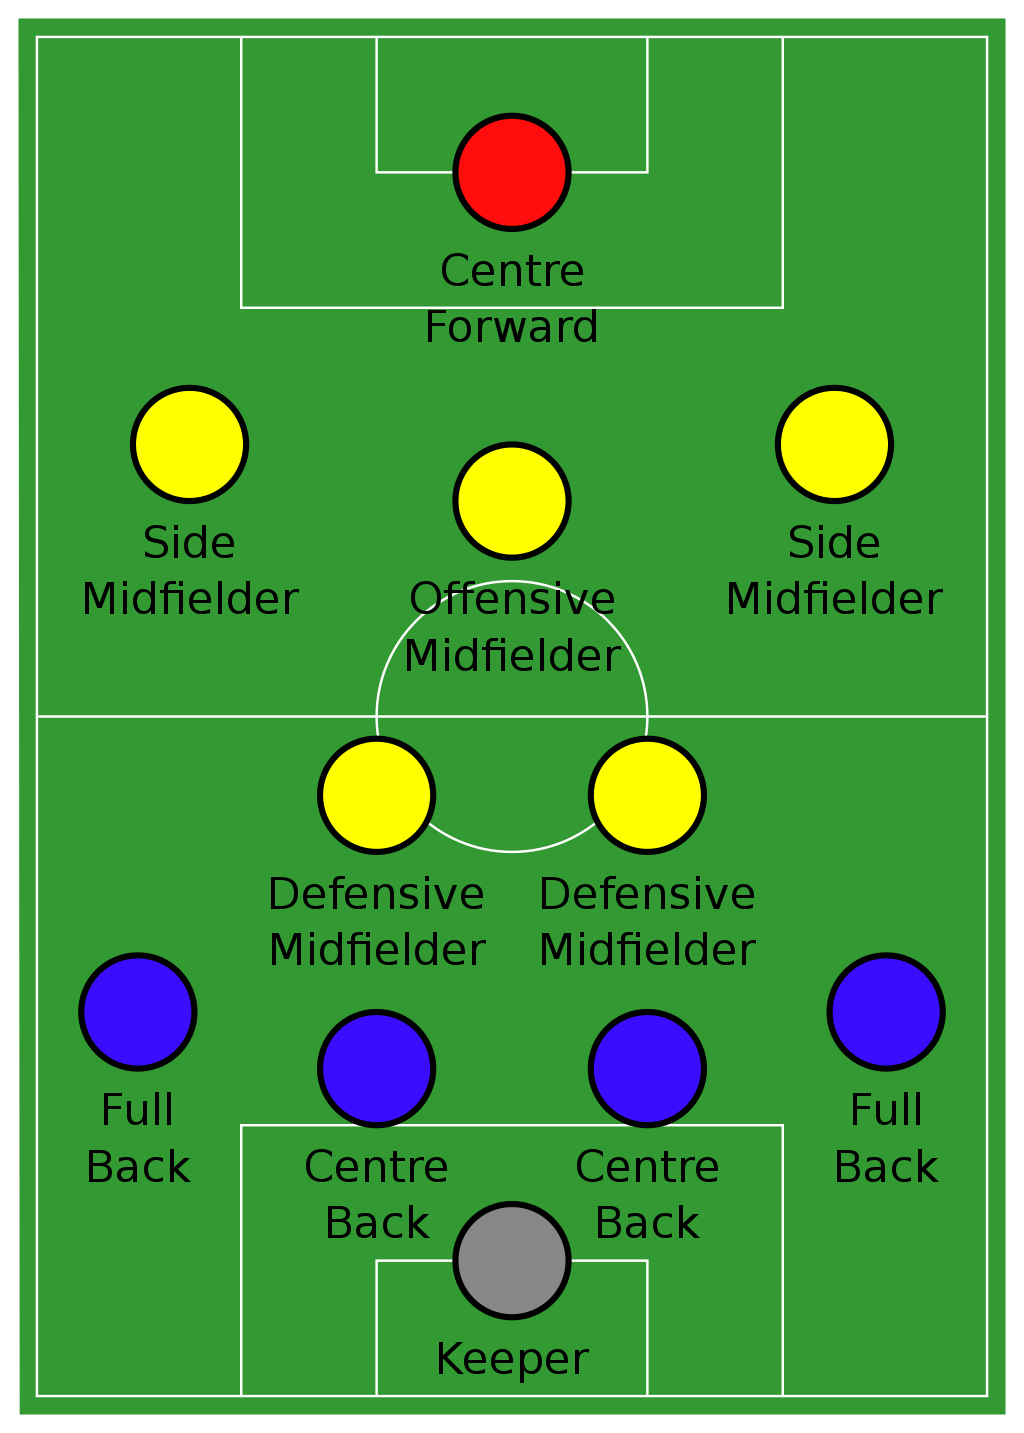 Centre
Forward
Side
Midfielder
Offensive
Midfielder
Side
Midfielder
Defensive
Midfielder
Defensive
Midfielder
Full
Back
Centre
Back
Centre
Back
Full
Back
Keeper